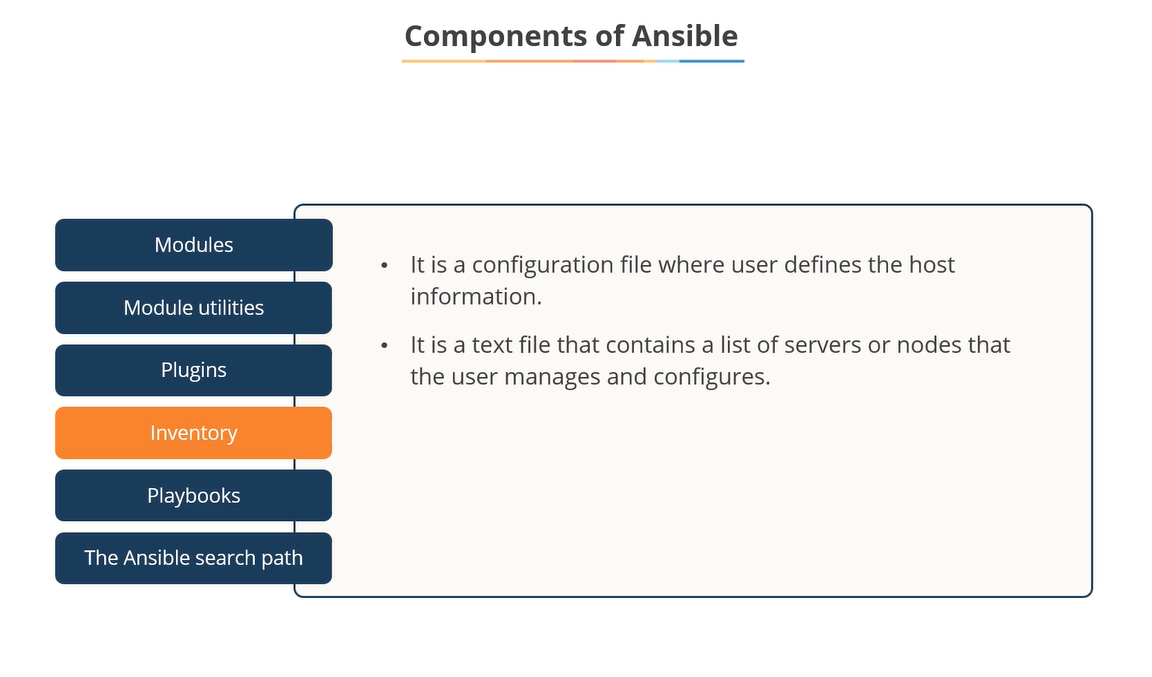 Components of Ansible
Modules
Module utilities
Plugins
Inventory
Playbooks
The Ansible search path
• It is a configuration file where user defines the host
information.
• It is a text file that contains a list of servers or nodes that
the user manages and configures.